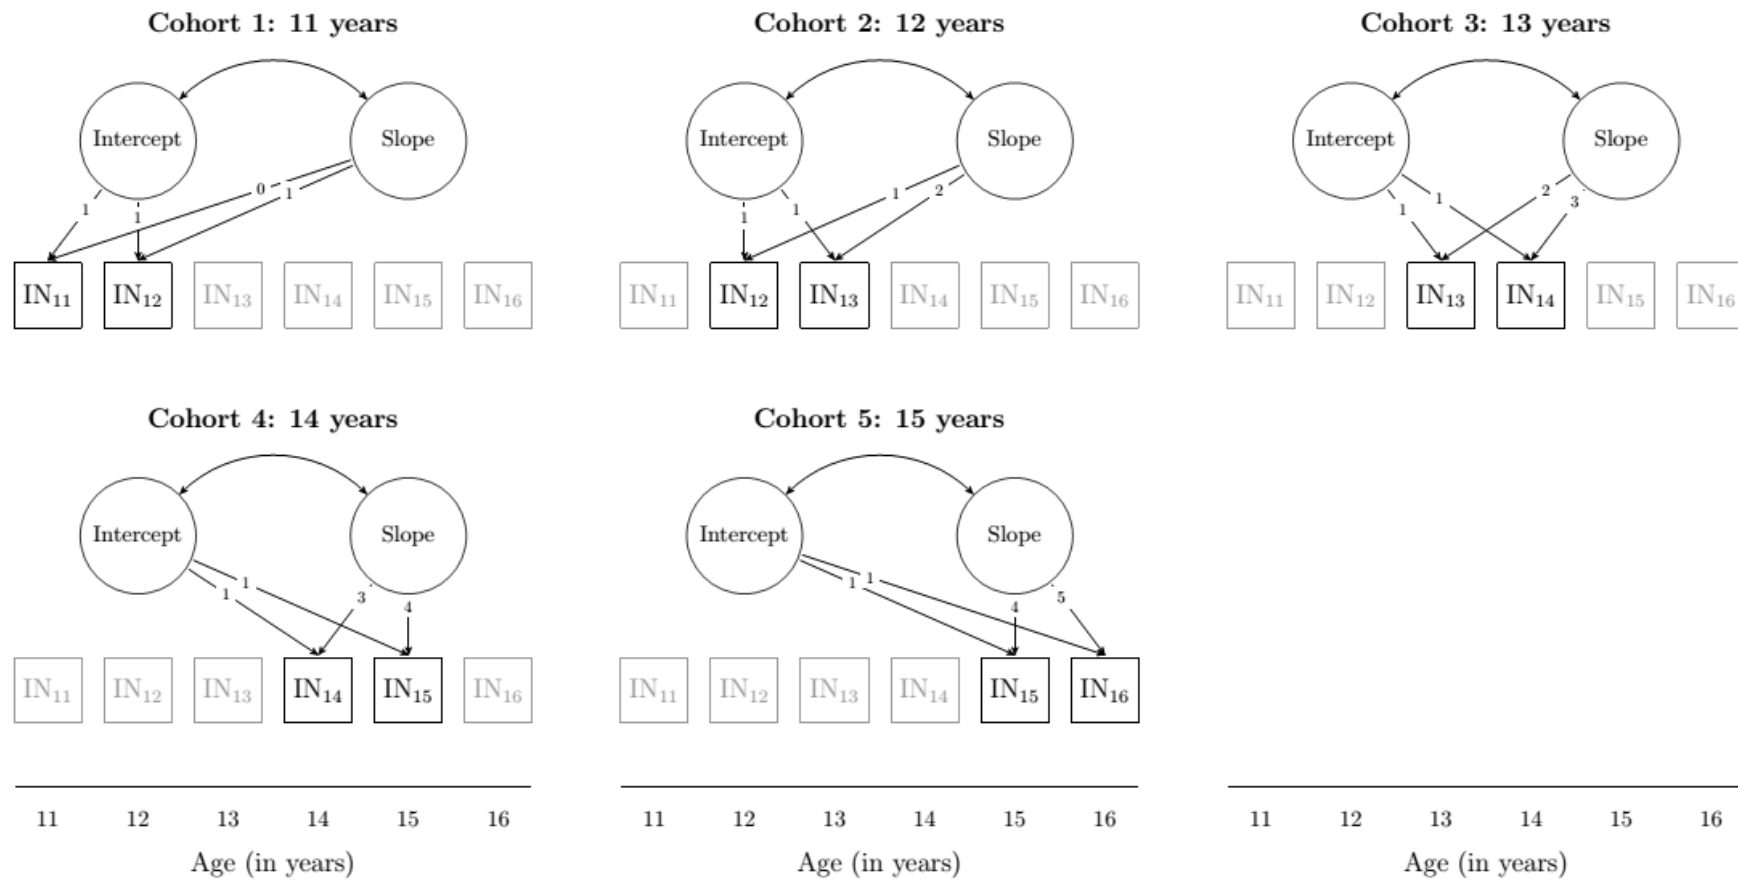 Cohort 1: 11 years
Cohort 2: 12 years
Cohort 3: 13 years
Intercept Slope
Intercept Slope
Intercept Slope
1 1 0 1
1 1 1 2
1 1 2 3
IN11 IN12 IN13 IN14 IN15 IN16
IN11 IN12 IN13 IN14 IN15 IN16
IN11 IN12 IN13 IN14 IN15 IN16
Cohort 4: 14 years
Cohort 5: 15 years
Intercept Slope
Intercept Slope
1 1 3 4
1 1 4 5
IN11 IN12 IN13 IN14 IN15 IN16
IN11 IN12 IN13 IN14 IN15 IN16
11 12 13 14 15 16
11 12 13 14 15 16
11 12 13 14 15 16
Age (in years)
Age (in years)
Age (in years)